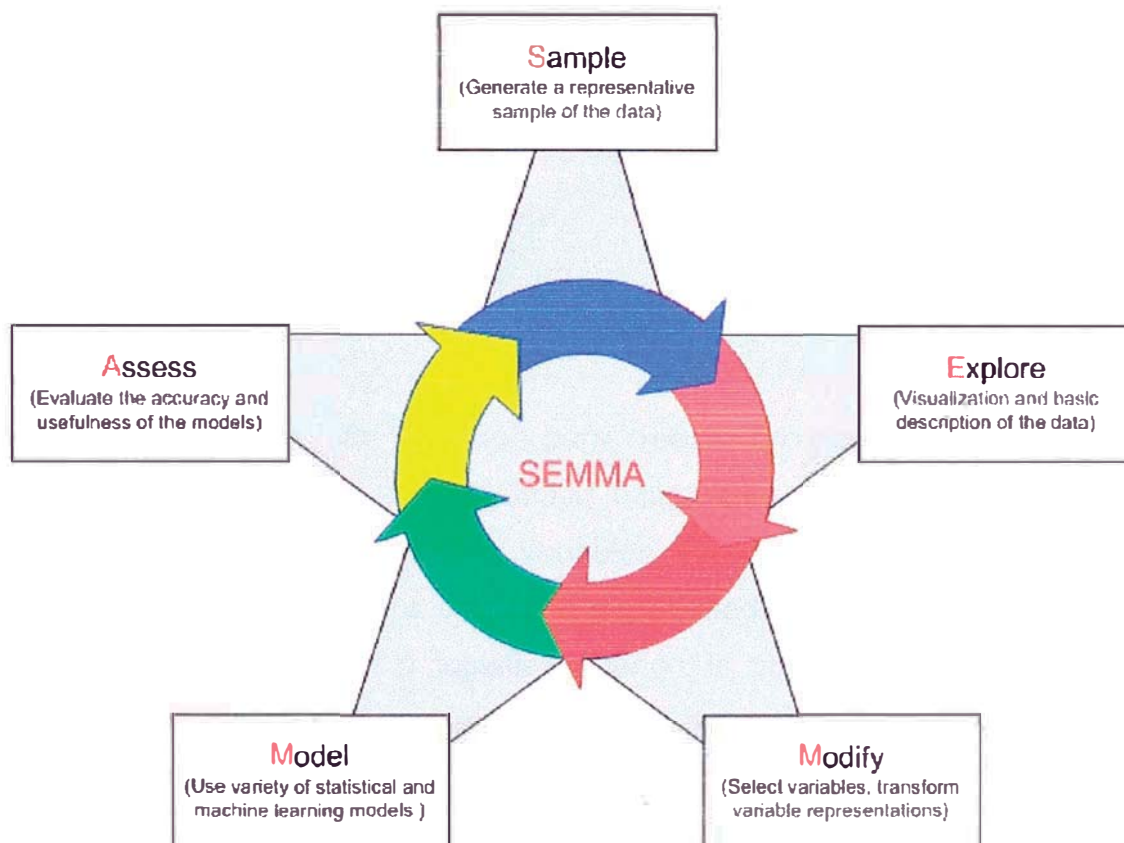 Sample
(Generate a representative
sample of the data)
Assess
(Evaluate the accuracy and
usefulness of the models)
Explore
(Visualization and basic
description of the data)
SEMMA
Model
(Use variety of statistical and
machine learning models )
Modify
(Select variables, transform
variable representations)